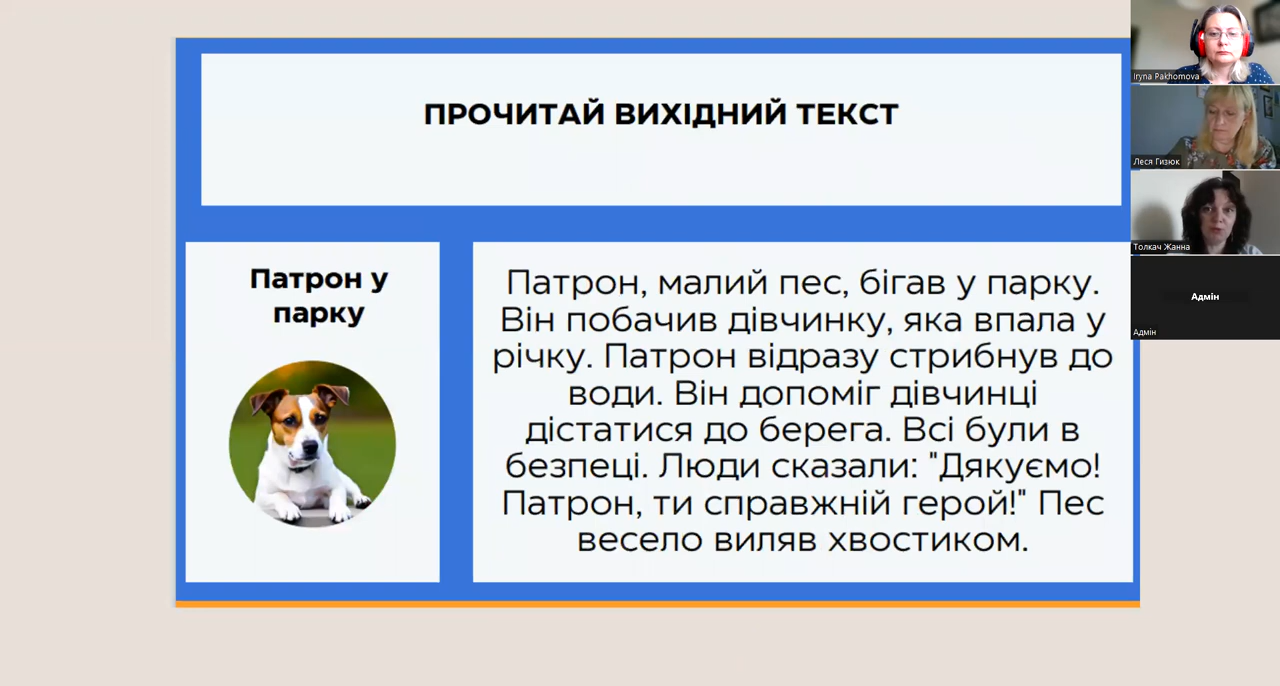 ПРОЧИТАЙ ВИХІДНИЙ ТЕКСТ
Патрон у
парку
Патрон, малий пес, бігав у парку.
Він побачив дівчинку, яка впала у
річку. Патрон відразу стрибнув до
води. Він допоміг дівчинці
дістатися до берега. Всі були в
безпеці. Люди сказали: "Дякуємо!
Патрон, ти справжній герой!" Пес
весело виляв хвостиком.
Iryna Pakhomova
Леся Гизюк
Толкач Жанна
Адмін
Адмін